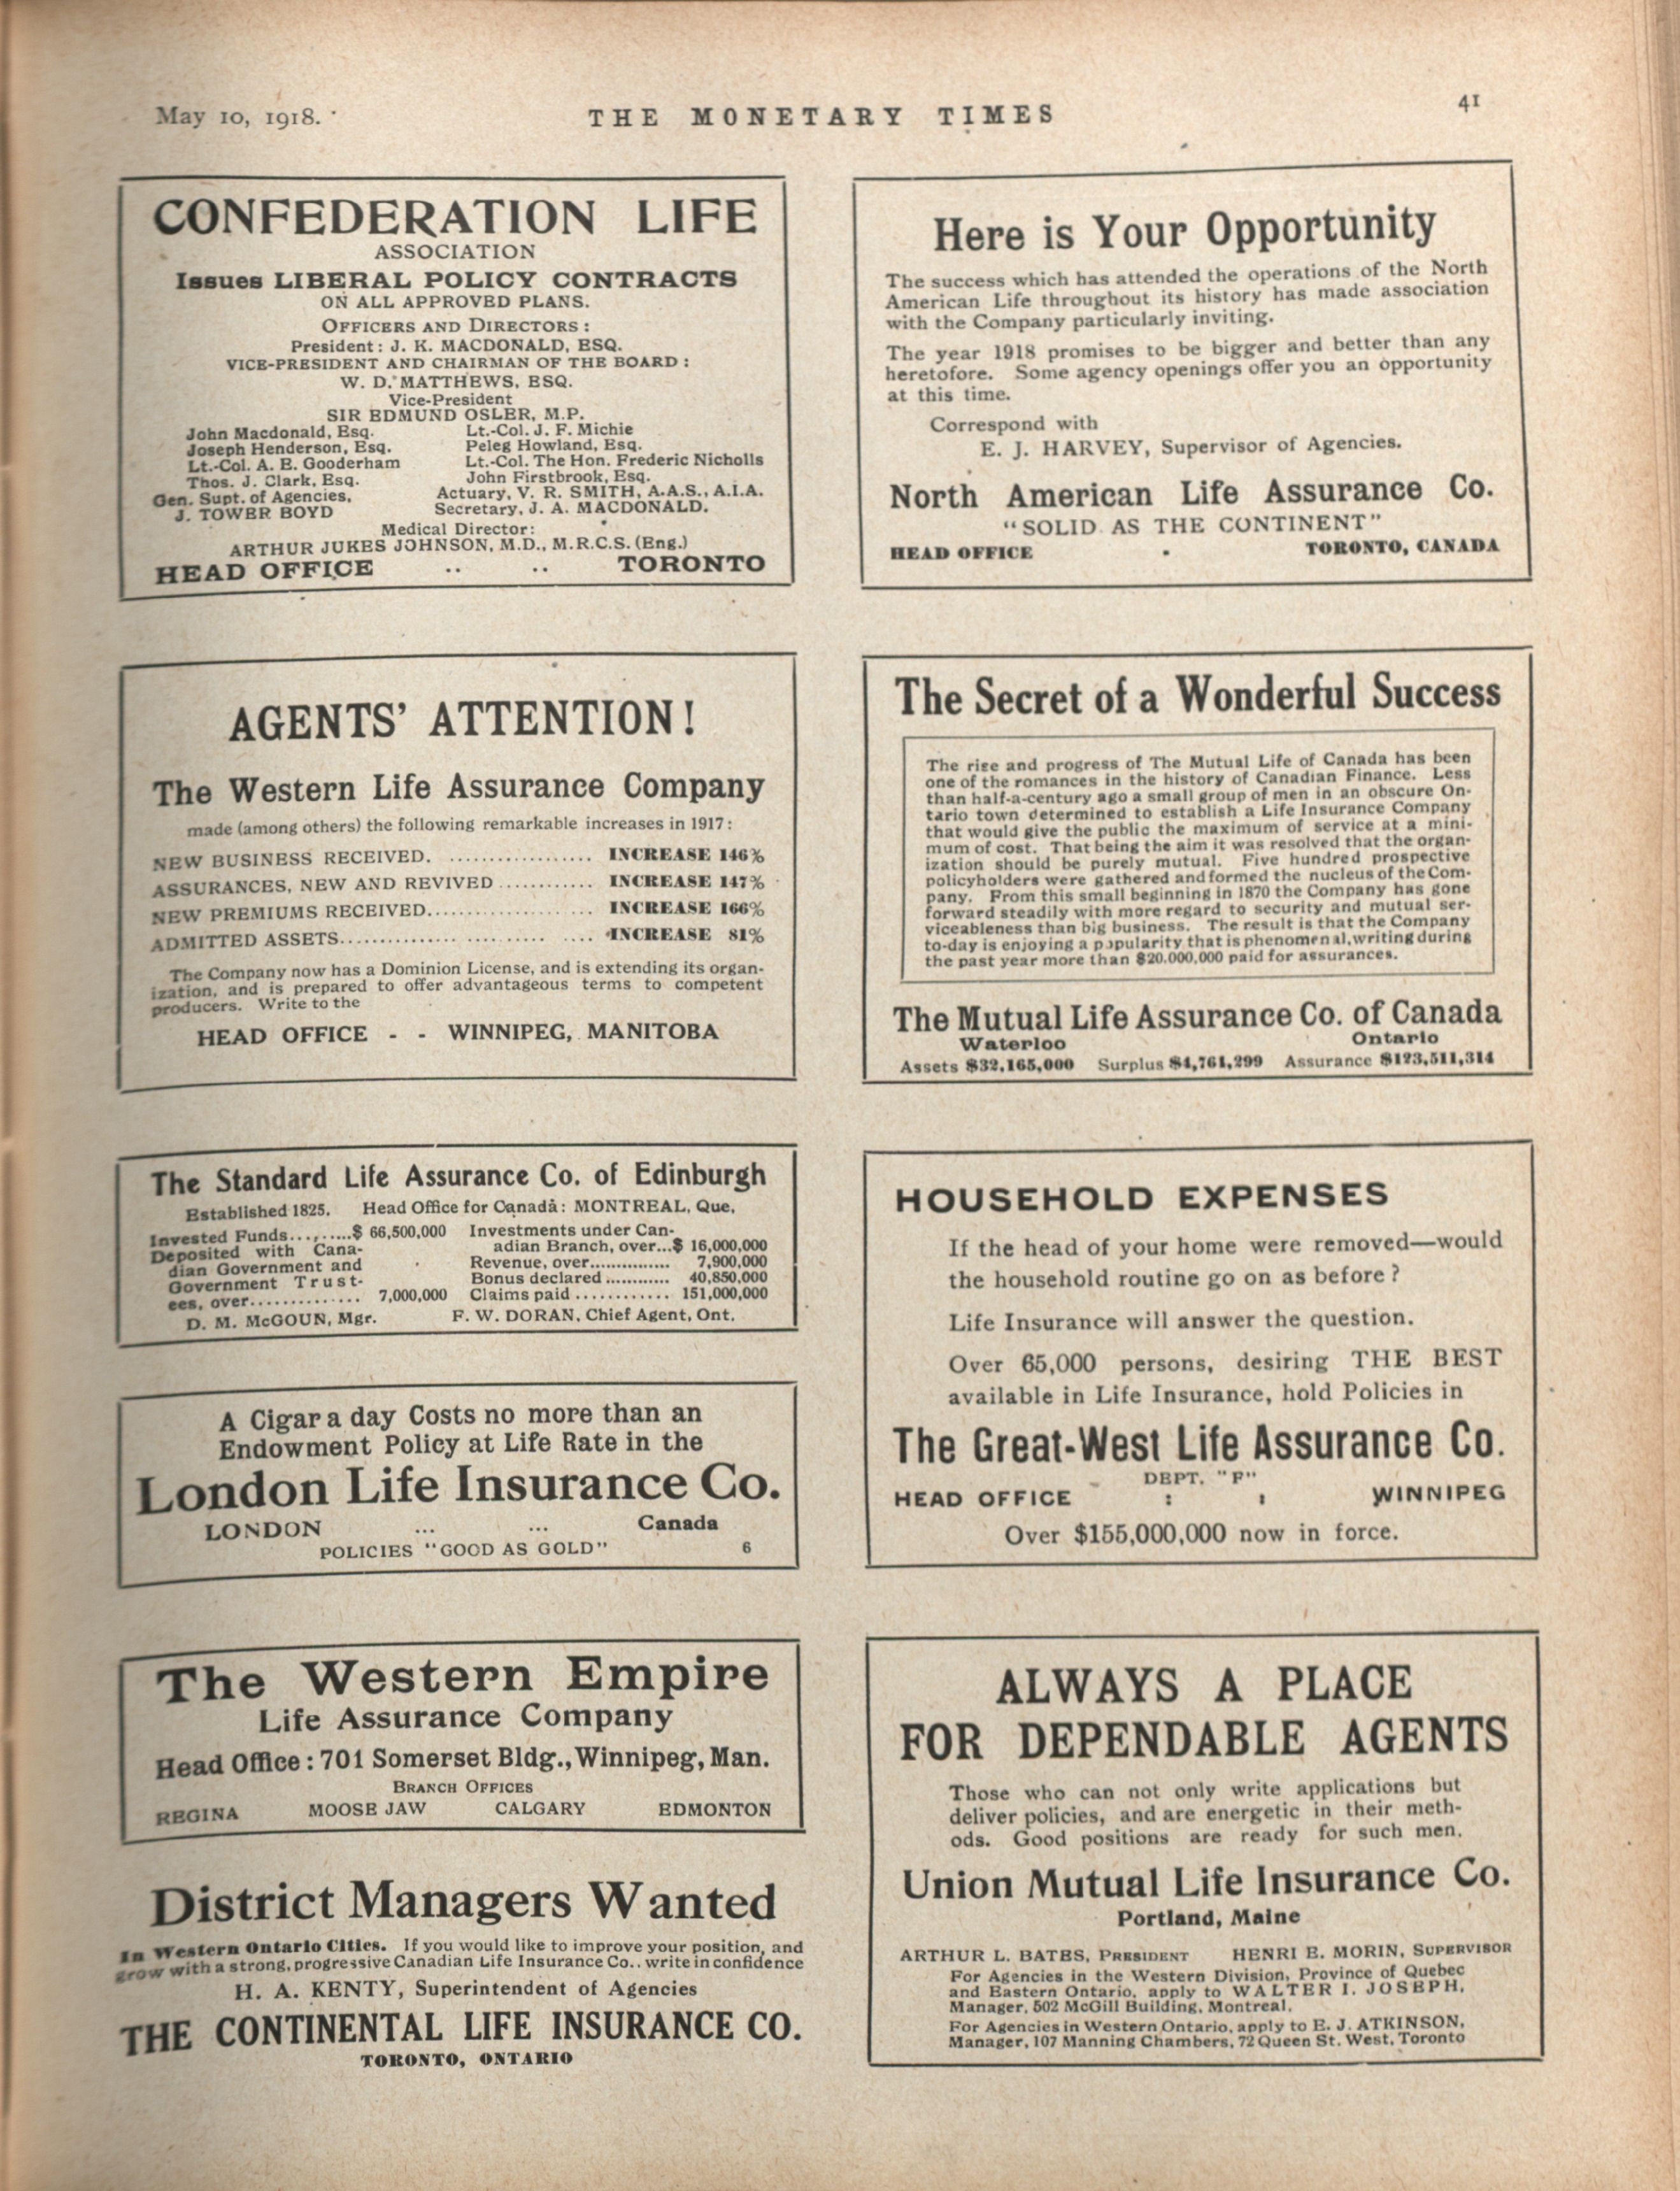 May 10, 1918.
THE MONETARY TIMES
41
CONFEDERATION LIFE
ASSOCIATION
Issues LIBERAL POLICY CONTRACTS
ON ALL APPROVED PLANS.
OFFICERS AND DIRECTORS:
President: J. K. MACDONALD, ESQ.
VICE-PRESIDENT AND CHAIRMAN OF THE BOARD:
W. D. MATTHEWS, ESQ.
Vice-President
SIR EDMUND OSLER, M.P.
John Macdonald, Esq. Lt.-Col. J. F. Michie
Joseph Henderson, Esq. Peleg Howland, Esq.
Lt.-Col. A. E. Gooderham Lt.-Col. The Hon. Frederic Nicholls
Thos. J. Clark, Esq. John Firstbrook, Esq.
Gen. Supt. of Agencies, Actuary, V. R. SMITH, A.A.S., A.I.A.
J. TOWER BOYD Secretary, J. A. MACDONALD.
Medical Director:
ARTHUR JUKES JOHNSON, M.D., M.R.C.S. (Eng.)
HEAD OFFICE .. .. TORONTO
AGENTS' ATTENTION!
The Western Life Assurance Company
made (among others) the following remarkable increases in 1917:
NEW BUSINESS RECEIVED. .................. INCREASE 146%
ASSURANCES, NEW AND REVIVED ............ INCREASE 147%
NEW PREMIUMS RECEIVED..................... INCREASE 166%
ADMITTED ASSETS............... .......... .... INCREASE 81%
The Company now has a Dominion License, and is extending its organ-
ization, and is prepared to offer advantageous terms to competent
producers. Write to the
HEAD OFFICE - - WINNIPEG, MANITOBA
The Standard Life Assurance Co. of Edinburgh
Established 1825. Head Office for Canada: MONTREAL, Que.
Invested Funds.........$ 66,500,000 Investments under Can-
Deposited with Cana- adian Branch, over...$ 16,000,000
dian Government and Revenue, over............... 7,900,000
Government Trust- Bonus declared............ 40,850,000
ees, over.............. 7,000,000 Claims paid............ 151,000,000
D. M. McGOUN, Mgr. F. W. DORAN, Chief Agent, Ont.
A Cigar a day Costs no more than an
Endowment Policy at Life Rate in the
London Life Insurance Co.
LONDON ... ... Canada
POLICIES "GOOD AS GOLD" 6
The Western Empire
Life Assurance Company
Head Office: 701 Somerset Bldg., Winnipeg, Man.
BRANCH OFFICES
REGINA MOOSE JAW CALGARY EDMONTON
District Managers Wanted
In Western Ontario Cities. If you would like to improve your position, and
grow with a strong, progressive Canadian Life Insurance Co., write in confidence
H. A. KENTY, Superintendent of Agencies
THE CONTINENTAL LIFE INSURANCE CO.
TORONTO, ONTARIO
Here is Your Opportunity
The success which has attended the operations of the North
American Life throughout its history has made association
with the Company particularly inviting.
The year 1918 promises to be bigger and better than any
heretofore. Some agency openings offer you an opportunity
at this time.
Correspond with
E. J. HARVEY, Supervisor of Agencies.
North American Life Assurance Co.
"SOLID AS THE CONTINENT"
HEAD OFFICE . TORONTO, CANADA
The Secret of a Wonderful Success
The rise and progress of The Mutual Life of Canada has been
one of the romances in the history of Canadian Finance. Less
than half-a-century ago a small group of men in an obscure On-
tario town determined to establish a Life Insurance Company
that would give the public the maximum of service at a mini-
mum of cost. That being the aim it was resolved that the organ-
ization should be purely mutual. Five hundred prospective
policyholders were gathered and formed the nucleus of the Com-
pany. From this small beginning in 1870 the Company has gone
forward steadily with more regard to security and mutual ser-
viceableness than big business. The result is that the Company
to-day is enjoying a popularity that is phenomenal, writing during
the past year more than $20,000,000 paid for assurances.
The Mutual Life Assurance Co. of Canada
Waterloo Ontario
Assets $32,165,000 Surplus $4,761,299 Assurance $123,511,314
HOUSEHOLD EXPENSES
If the head of your home were removed—would
the household routine go on as before?
Life Insurance will answer the question.
Over 65,000 persons, desiring THE BEST
available in Life Insurance, hold Policies in
The Great-West Life Assurance Co.
DEPT. "F"
HEAD OFFICE : : WINNIPEG
Over $155,000,000 now in force.
ALWAYS A PLACE
FOR DEPENDABLE AGENTS
Those who can not only write applications but
deliver policies, and are energetic in their meth-
ods. Good positions are ready for such men.
Union Mutual Life Insurance Co.
Portland, Maine
ARTHUR L. BATES, PRESIDENT HENRI E. MORIN, SUPERVISOR
For Agencies in the Western Division, Province of Quebec
and Eastern Ontario, apply to WALTER I. JOSEPH,
Manager, 502 McGill Building, Montreal.
For Agencies in Western Ontario, apply to E. J. ATKINSON,
Manager, 107 Manning Chambers, 72 Queen St. West, Toronto